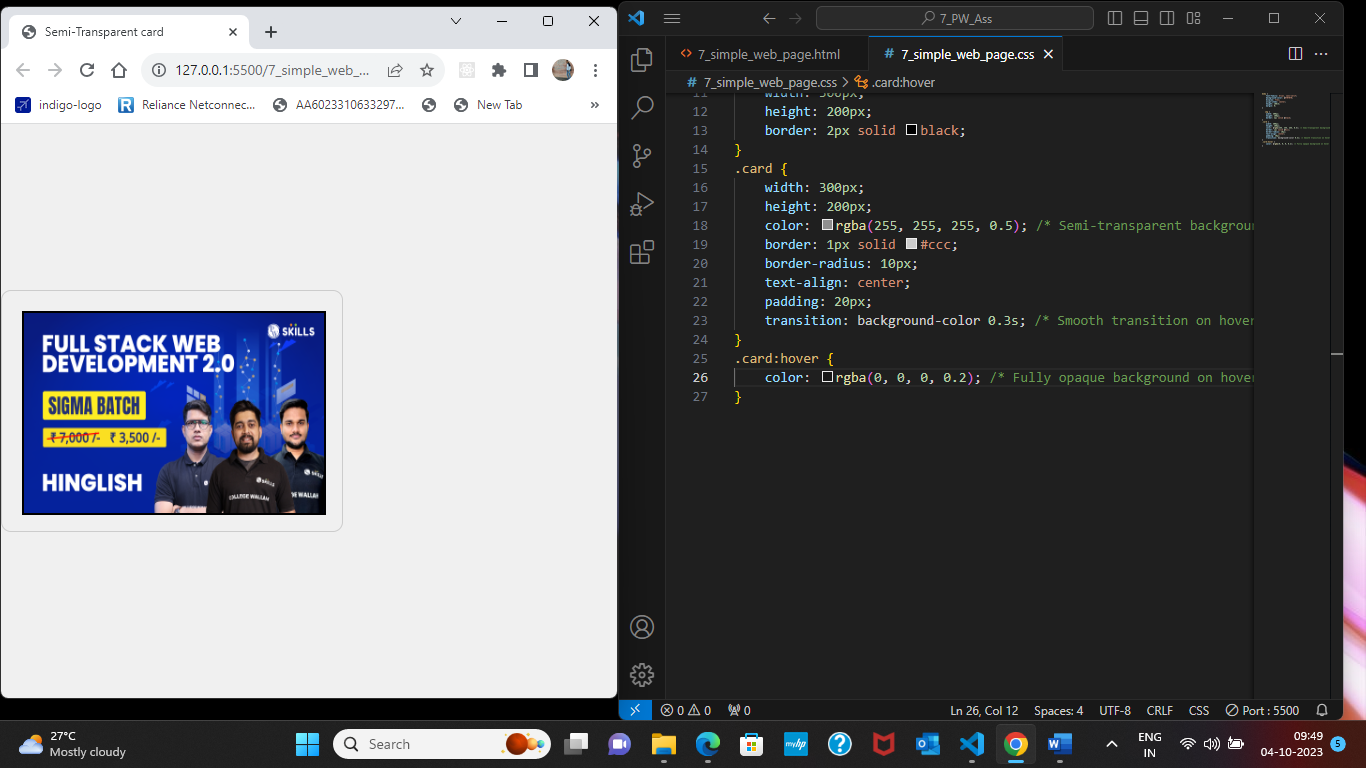 Semi-Transparent card
127.0.0.1:5500/7_simple_web_...
indigo-logo
Reliance Netconnec...
AA6023310633297...
New Tab
»
SKILLS
FULL STACK WEB
DEVELOPMENT 2.0
SIGMA BATCH
₹ 7,000 /- ₹ 3,500 /-
HINGLISH
SKILLS
SKILLS
COLLEGE WALLAH
7_PW_Ass
7_simple_web_page.html
# 7_simple_web_page.css
# 7_simple_web_page.css > .card:hover
11 width: 300px;
12 height: 200px;
13 border: 2px solid black;
14 }
15 .card {
16 width: 300px;
17 height: 200px;
18 color: rgba(255, 255, 255, 0.5); /* Semi-transparent backgroun
19 border: 1px solid #ccc;
20 border-radius: 10px;
21 text-align: center;
22 padding: 20px;
23 transition: background-color 0.3s; /* Smooth transition on hover
24 }
25 .card:hover {
26 color: rgba(0, 0, 0, 0.2); /* Fully opaque background on hove
27 }
0 0 0
Ln 26, Col 12 Spaces: 4 UTF-8 CRLF CSS Port : 5500
27°C
Mostly cloudy
Search
myhp
ENG
IN
09:49
04-10-2023
5